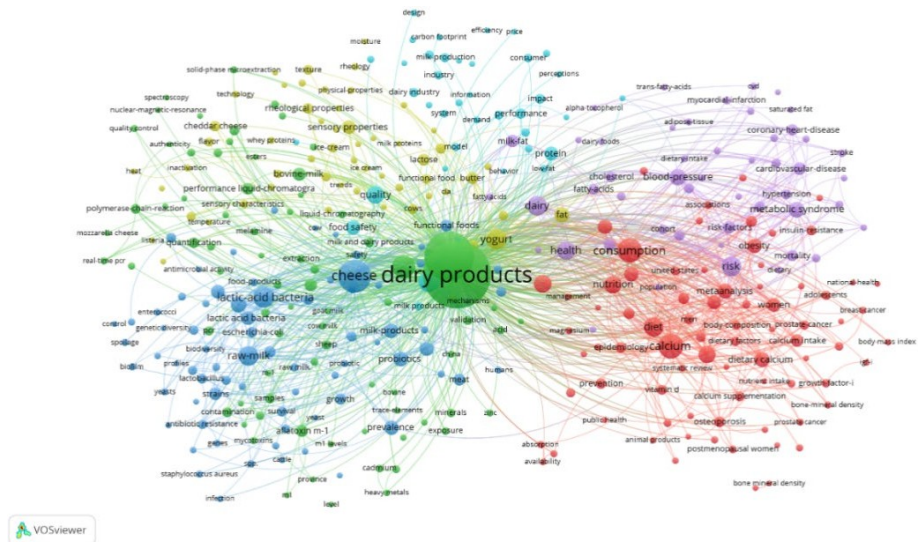 design
carbon footprint
efficiency
price
moisture
rheology
milk production
consumer
solid-phase microextraction
texture
industry
perceptions
spectroscopy
technology
physical-properties
dairy industry
information
impact
trans-fatty-acids
cvd
nuclear-magnetic-resonance
rheological properties
system
demand
performance
alpha tocopherol
myocardial-infarction
saturated fat
quality control
cheddar cheese
whey proteins
sensory properties
adipose-tissue
authenticity
flavor
ice-cream
milk proteins
model
milk-fat
dairy-foods
coronary-heart-disease
esters
lactose
protein
dietary intake
stroke
heat
inactivation
bovine-milk
ice cream
functional food
butter
behavior
lowfat
cholesterol
blood-pressure
cardiovascular-disease
performance liquid-chromatogra
trends
cla
fatty-acids
fatty-acids
hypertension
polymerase-chain-reaction
sensory characteristics
quality
cows
dairy
associations
metabolic syndrome
temperature
liquid-chromatography
functional foods
fat
mozzarella cheese
listeria
melamine
food safety
cohort
risk-factors
insulin-resistance
quantification
milk and dairy products
yogurt
health
consumption
obesity
real-time pcr
extraction
safety
mortality
antimicrobial activity
cheese
dairy products
united-states
risk
dietary
food-products
management
nutrition
population
metaanalysis
national-health
lactic-acid bacteria
goat milk
milk products
mechanisms
adolescents
enterococci
validation
women
breast-cancer
control
lactic acid bacteria
cow milk
milk-products
acid
magnesium
diet
men
body-composition
prostate-cancer
genetic diversity
escherichia-coli
sheep
dietary factors
calcium intake
body-mass index
spoilage
biodiversity
raw-milk
probiotic
probiotics
china
epidemiology
calcium
biofilm
probies
raw milk
humans
systematic review
dietary calcium
igf-i
lactobacillus
meat
prevention
nutrient intake
growth-factor-i
yeasts
strains
samples
bovine
vitamin d
calcium supplementation
contamination
survival
growth
trace-elements
minerals
zinc
bone-mineral density
antibiotic resistance
yeast
aflatoxin m-1
prevalence
exposure
public-health
osteoporosis
prostate-cancer
genes
mycotoxins
animal products
absorption
postmenopausal women
cattle
availability
staphylococcus aureus
cadmium
province
heavy-metals
infection
level
bone mineral density
VOSviewer